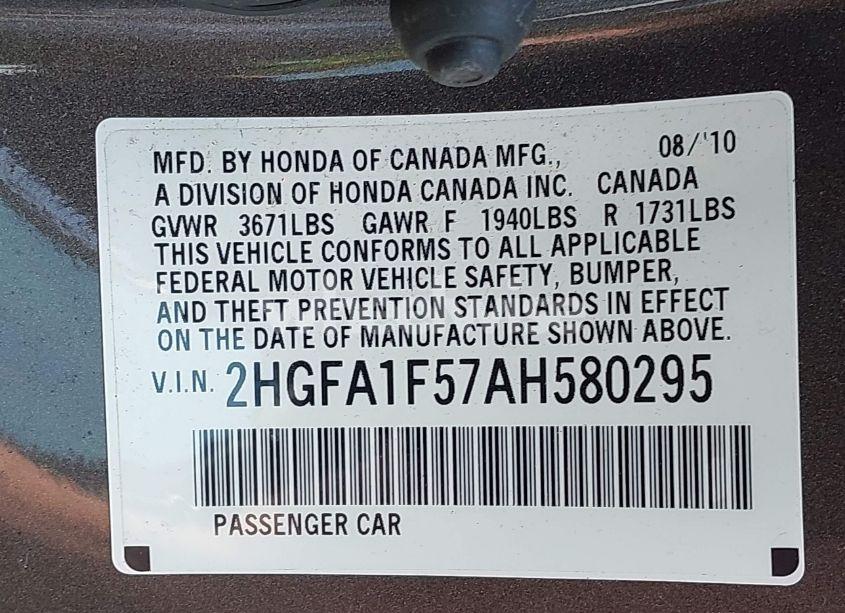 08/'10
MFD. BY HONDA OF CANADA MFG.,
A DIVISION OF HONDA CANADA INC. CANADA
GVWR 3671LBS GAWR F 1940LBS R 1731LBS
THIS VEHICLE CONFORMS TO ALL APPLICABLE
FEDERAL MOTOR VEHICLE SAFETY, BUMPER,
AND THEFT PREVENTION STANDARDS IN EFFECT
ON THE DATE OF MANUFACTURE SHOWN ABOVE.
V.I.N. 2HGFA1F57AH580295
PASSENGER CAR